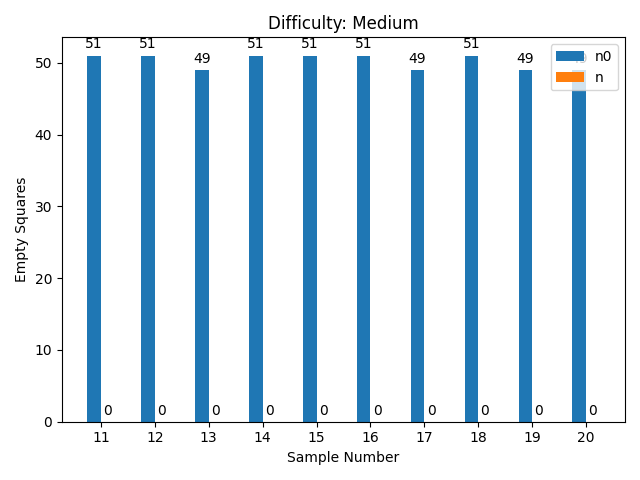 Difficulty: Medium
51 51 49 51 51 51 49 51 49
n0
n
50
40
30
20
10
0
Empty Squares
0 0 0 0 0 0 0 0 0 0
11 12 13 14 15 16 17 18 19 20
Sample Number